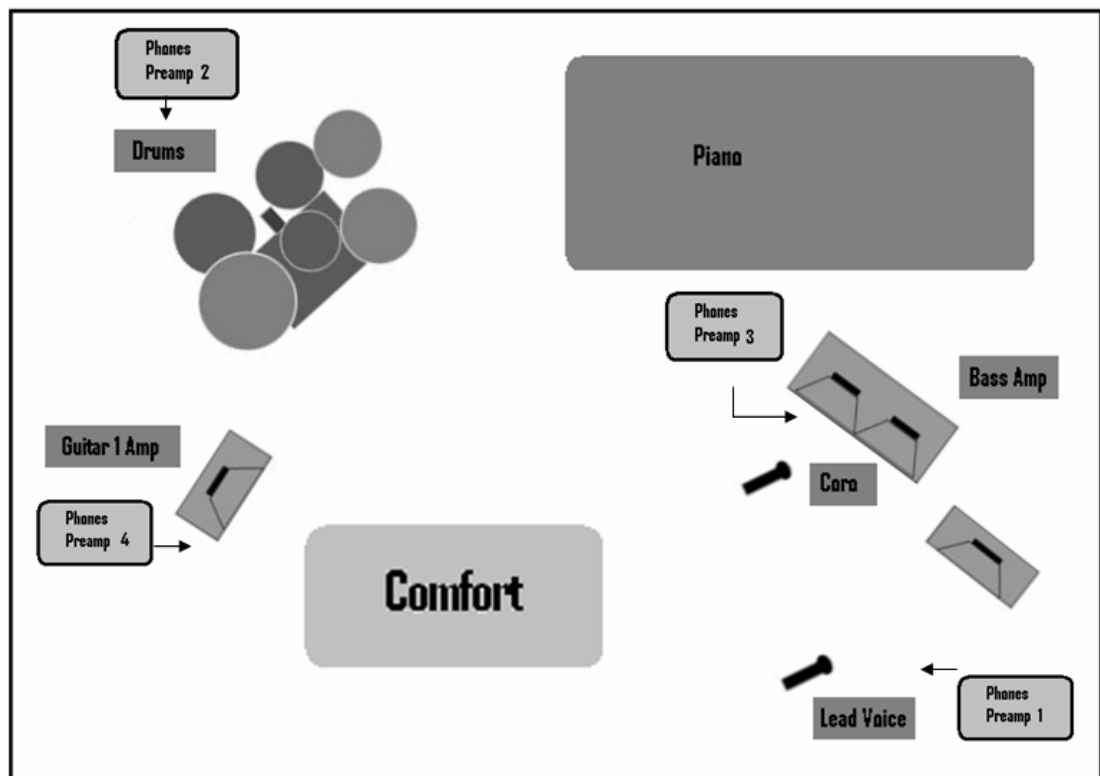 Phones
Preamp 2
Drums
Piano
Phones
Preamp 3
Bass Amp
Guitar 1 Amp
Coro
Phones
Preamp 4
Comfort
Phones
Preamp 1
Lead Voice